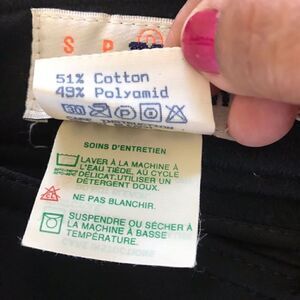 S P
51% Cotton
49% Polyamid
30
P
SOINS D'ENTRETIEN
LAVER À LA MACHINE À
L'EAU TIÈDE, AU CYCLE
DÉLICAT.UTILISER UN
DÉTERGENT DOUX.
NE PAS BLANCHIR.
SUSPENDRE OU SÉCHER À
LA MACHINE À BASSE
TEMPÉRATURE.